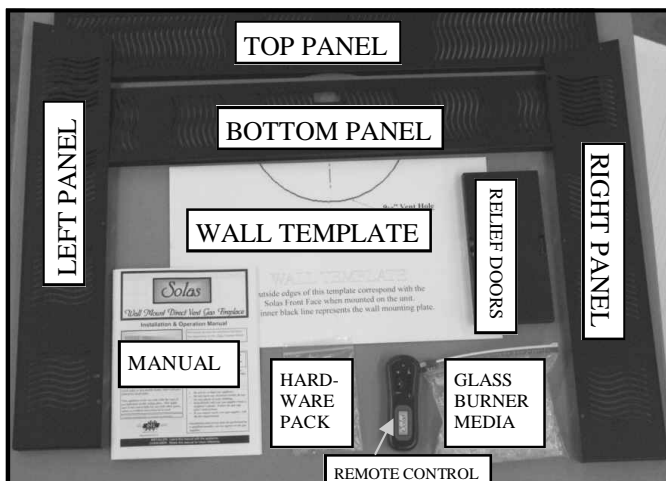 TOP PANEL
BOTTOM PANEL
LEFT PANEL
RIGHT PANEL
Vent Hole
WALL TEMPLATE
RELIEF DOORS
WALL TEMPLATE
outside edges of this template correspond with the
Solas Front Face when mounted on the unit.
inner black line represents the wall mounting plate.
Solas
Wall Mount Direct Vent Gas Fireplace
Installation & Operation Manual
MANUAL
HARD-
WARE
PACK
GLASS
BURNER
MEDIA
REMOTE CONTROL